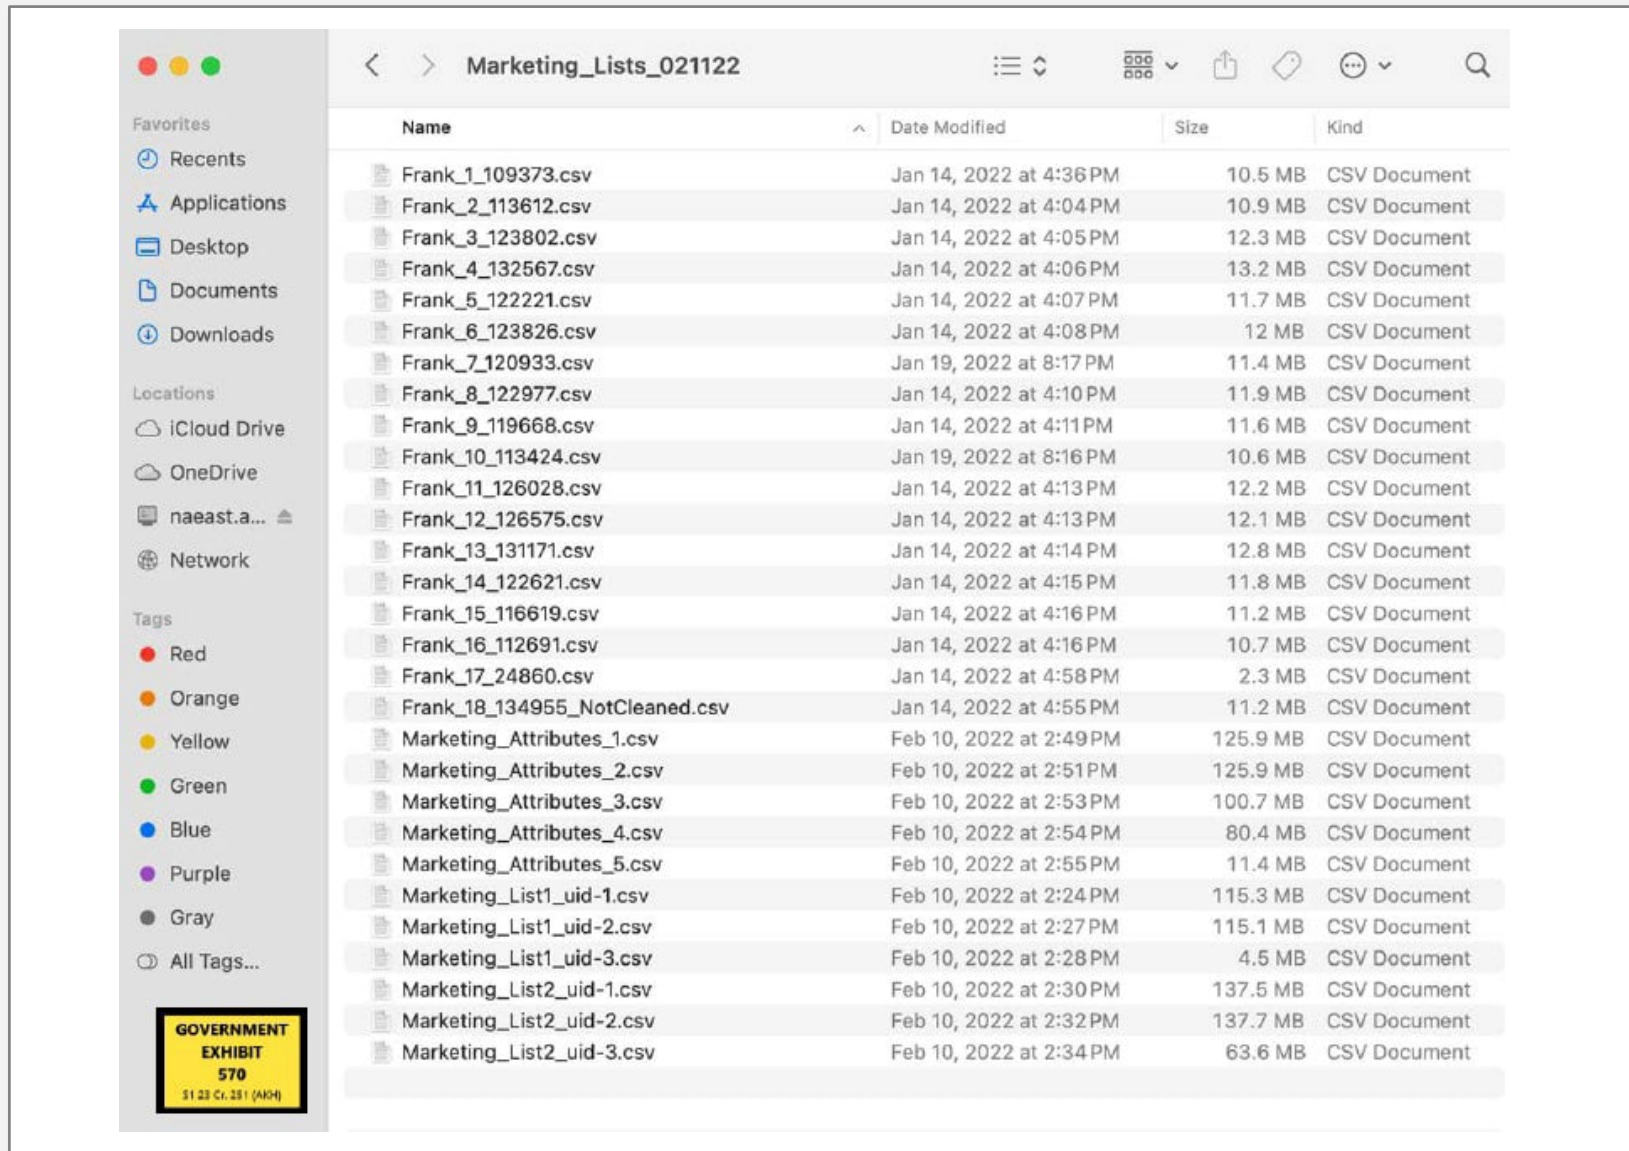 Marketing_Lists_021122
Favorites
Recents
Applications
Desktop
Documents
Downloads
Locations
iCloud Drive
OneDrive
naeast.a...
Network
Tags
Red
Orange
Yellow
Green
Blue
Purple
Gray
All Tags...
GOVERNMENT
EXHIBIT
570
S1 23 Cr. 251 (AKH)
Name Date Modified Size Kind
Frank_1_109373.csv Jan 14, 2022 at 4:36 PM 10.5 MB CSV Document
Frank_2_113612.csv Jan 14, 2022 at 4:04 PM 10.9 MB CSV Document
Frank_3_123802.csv Jan 14, 2022 at 4:05 PM 12.3 MB CSV Document
Frank_4_132567.csv Jan 14, 2022 at 4:06 PM 13.2 MB CSV Document
Frank_5_122221.csv Jan 14, 2022 at 4:07 PM 11.7 MB CSV Document
Frank_6_123826.csv Jan 14, 2022 at 4:08 PM 12 MB CSV Document
Frank_7_120933.csv Jan 19, 2022 at 8:17 PM 11.4 MB CSV Document
Frank_8_122977.csv Jan 14, 2022 at 4:10 PM 11.9 MB CSV Document
Frank_9_119668.csv Jan 14, 2022 at 4:11 PM 11.6 MB CSV Document
Frank_10_113424.csv Jan 19, 2022 at 8:16 PM 10.6 MB CSV Document
Frank_11_126028.csv Jan 14, 2022 at 4:13 PM 12.2 MB CSV Document
Frank_12_126575.csv Jan 14, 2022 at 4:13 PM 12.1 MB CSV Document
Frank_13_131171.csv Jan 14, 2022 at 4:14 PM 12.8 MB CSV Document
Frank_14_122621.csv Jan 14, 2022 at 4:15 PM 11.8 MB CSV Document
Frank_15_116619.csv Jan 14, 2022 at 4:16 PM 11.2 MB CSV Document
Frank_16_112691.csv Jan 14, 2022 at 4:16 PM 10.7 MB CSV Document
Frank_17_24860.csv Jan 14, 2022 at 4:58 PM 2.3 MB CSV Document
Frank_18_134955_NotCleaned.csv Jan 14, 2022 at 4:55 PM 11.2 MB CSV Document
Marketing_Attributes_1.csv Feb 10, 2022 at 2:49 PM 125.9 MB CSV Document
Marketing_Attributes_2.csv Feb 10, 2022 at 2:51 PM 125.9 MB CSV Document
Marketing_Attributes_3.csv Feb 10, 2022 at 2:53 PM 100.7 MB CSV Document
Marketing_Attributes_4.csv Feb 10, 2022 at 2:54 PM 80.4 MB CSV Document
Marketing_Attributes_5.csv Feb 10, 2022 at 2:55 PM 11.4 MB CSV Document
Marketing_List1_uid-1.csv Feb 10, 2022 at 2:24 PM 115.3 MB CSV Document
Marketing_List1_uid-2.csv Feb 10, 2022 at 2:27 PM 115.1 MB CSV Document
Marketing_List1_uid-3.csv Feb 10, 2022 at 2:28 PM 4.5 MB CSV Document
Marketing_List2_uid-1.csv Feb 10, 2022 at 2:30 PM 137.5 MB CSV Document
Marketing_List2_uid-2.csv Feb 10, 2022 at 2:32 PM 137.7 MB CSV Document
Marketing_List2_uid-3.csv Feb 10, 2022 at 2:34 PM 63.6 MB CSV Document